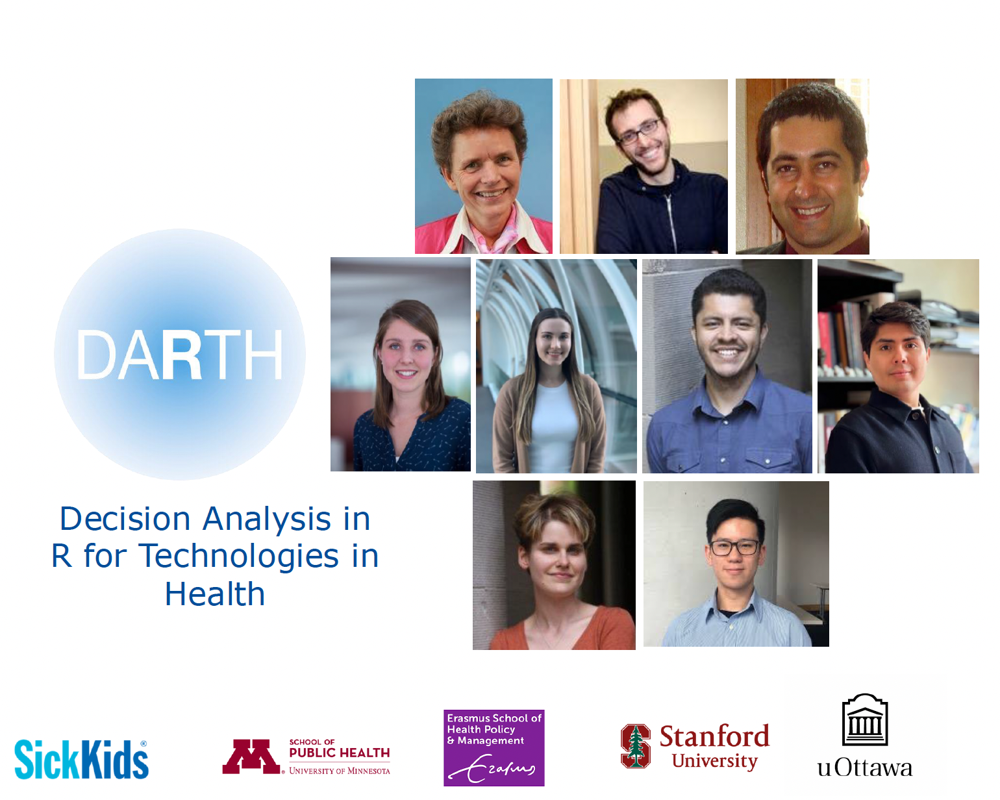 DARTH
Decision Analysis in
R for Technologies in
Health
SickKids®
SCHOOL OF
PUBLIC HEALTH
UNIVERSITY OF MINNESOTA
Erasmus School of
Health Policy
& Management
Erasmus
Stanford
University
uOttawa